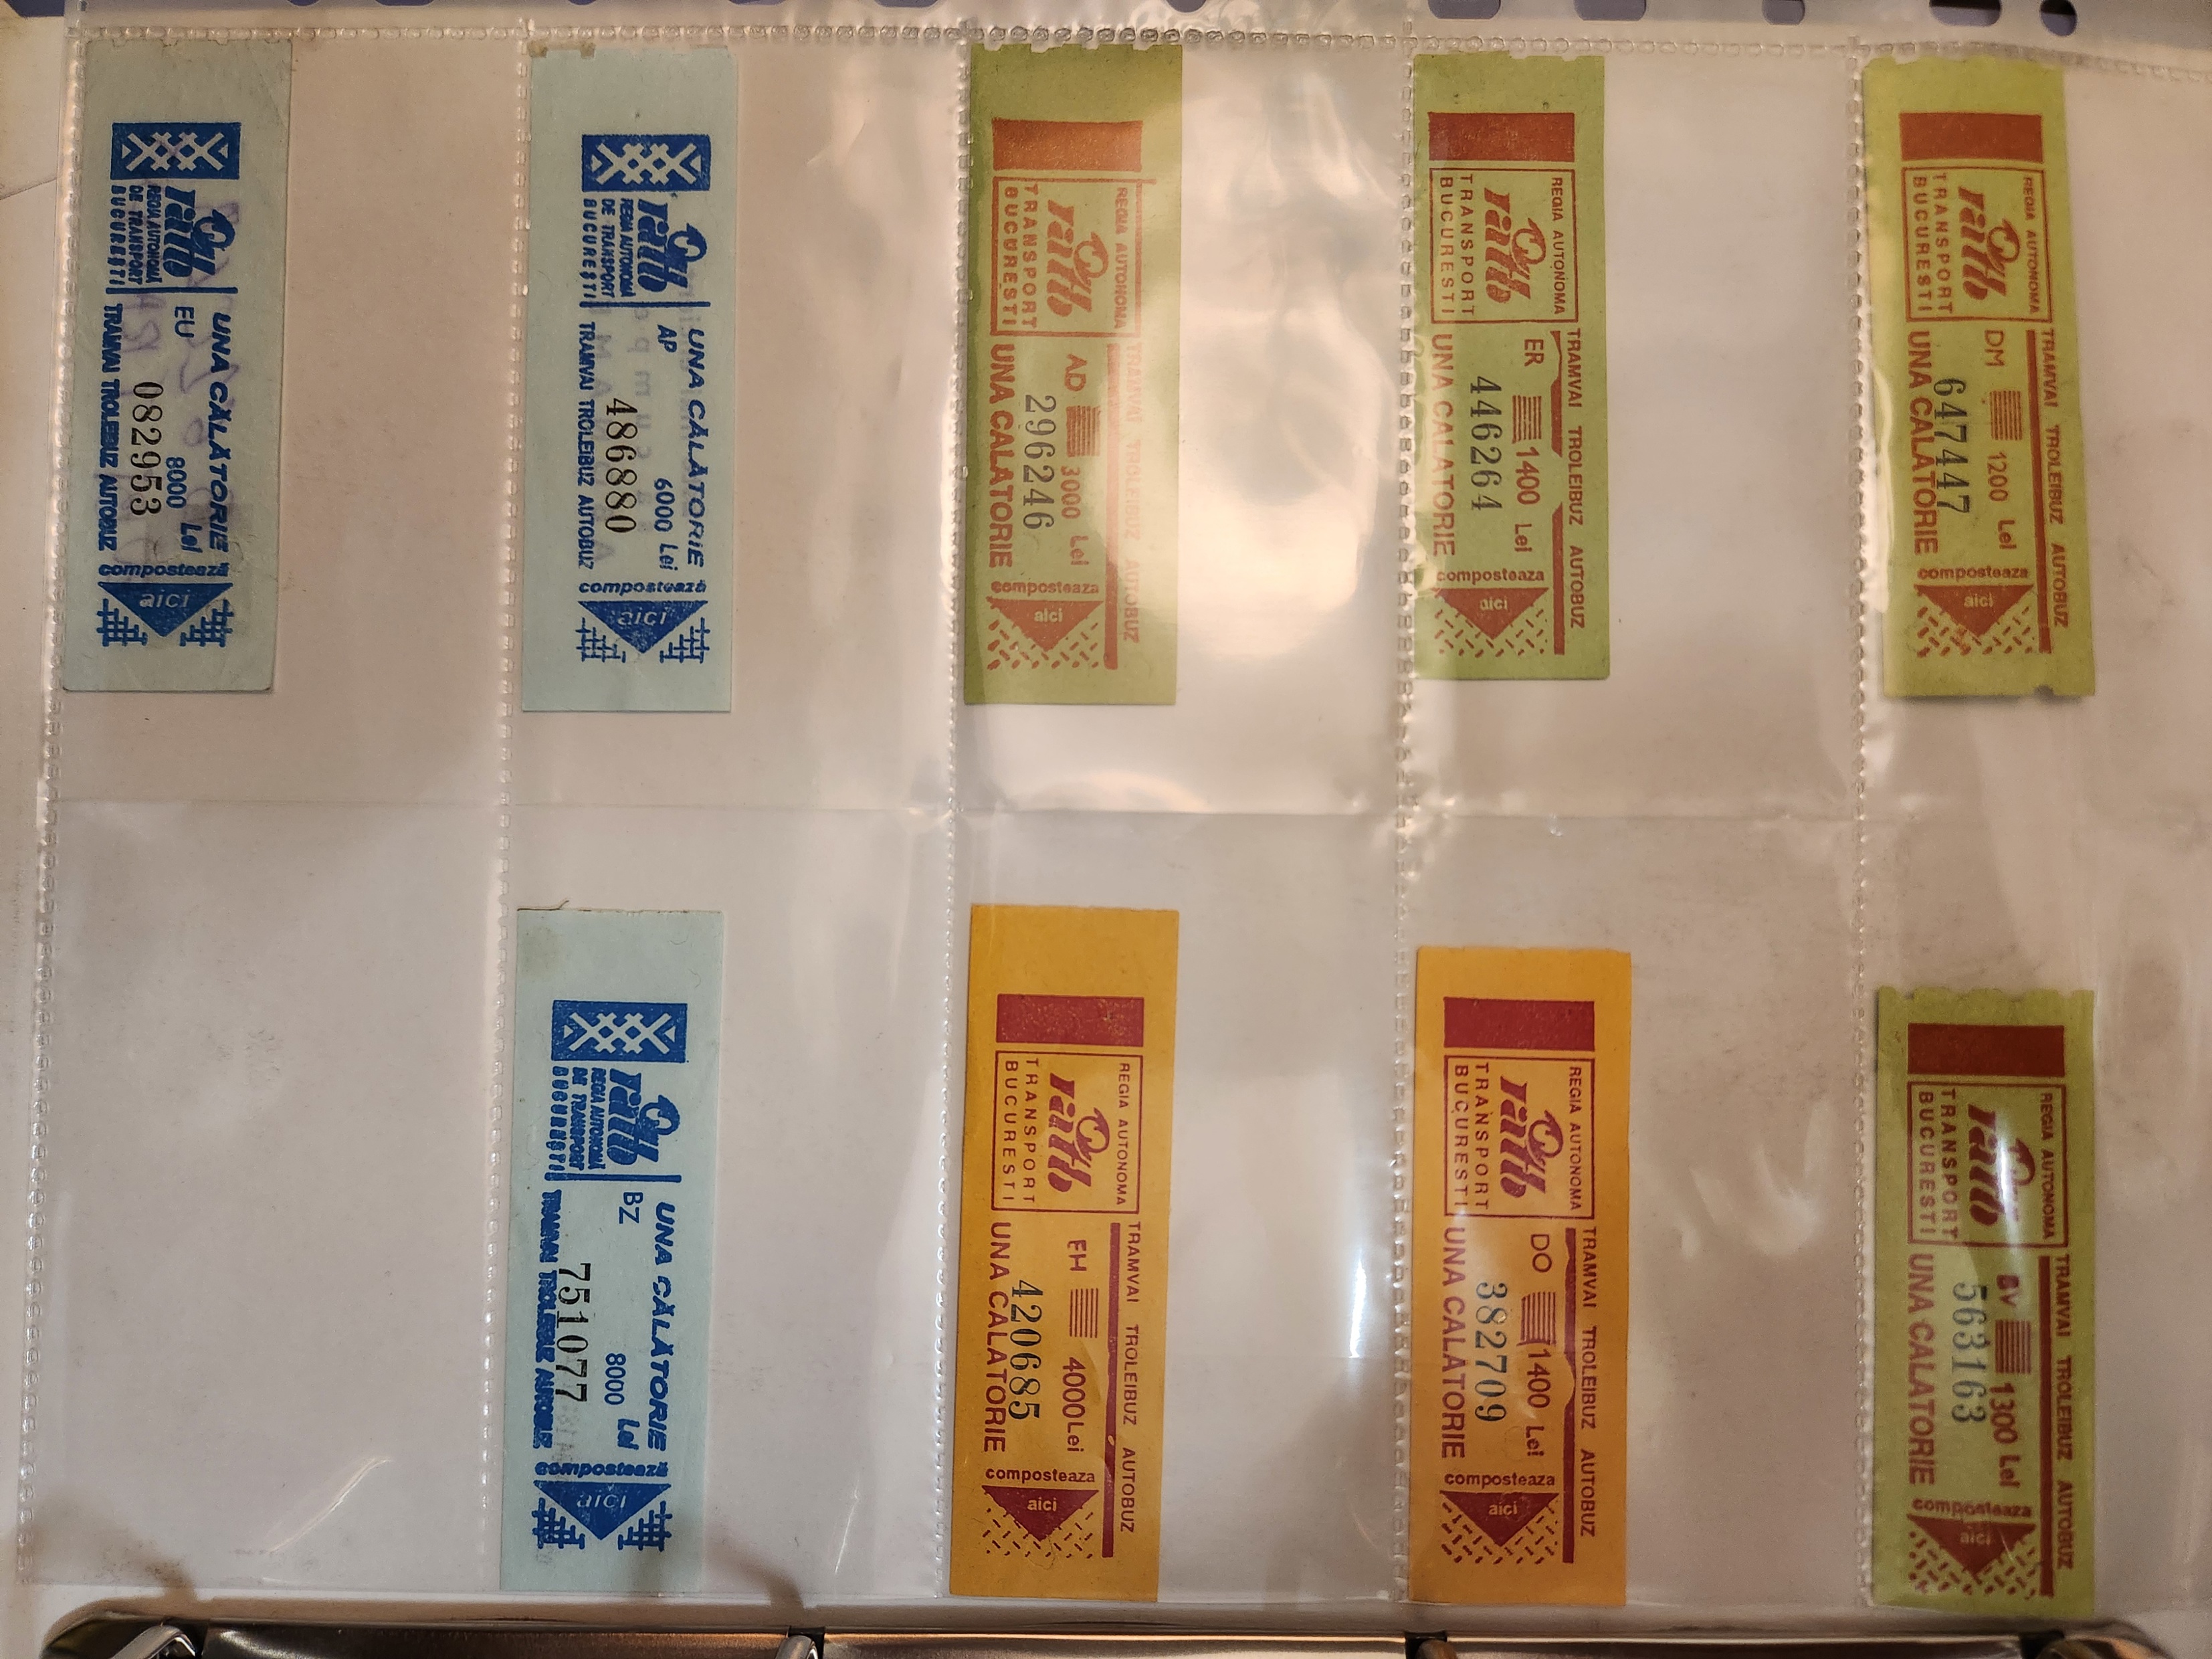 REGIA AUTONOMA
ratb
TRANSPORT
BUCURESTI
TRAMVAI TROLEIBUZ AUTOBUZ
DM 1200 Lei
647447
UNA CALATORIE
composteaza
aici
REGIA AUTONOMA
ratb
TRANSPORT
BUCURESTI
TRAMVAI TROLEIBUZ AUTOBUZ
BV 1300 Lei
563163
UNA CALATORIE
composteaza
aici
REGIA AUTONOMA
ratb
TRANSPORT
BUCURESTI
TRAMVAI TROLEIBUZ AUTOBUZ
ER 1400 Lei
446264
UNA CALATORIE
composteaza
aici
REGIA AUTONOMA
ratb
TRANSPORT
BUCURESTI
TRAMVAI TROLEIBUZ AUTOBUZ
DO 1400 Lei
382709
UNA CALATORIE
composteaza
aici
REGIA AUTONOMA
ratb
TRANSPORT
BUCURESTI
TRAMVAI TROLEIBUZ AUTOBUZ
AD 3000 Lei
296246
UNA CALATORIE
composteaza
aici
REGIA AUTONOMA
ratb
TRANSPORT
BUCURESTI
TRAMVAI TROLEIBUZ AUTOBUZ
4000 Lei
420685
UNA CALATORIE
composteaza
aici
ratb
REGIA AUTONOMĂ
DE TRANSPORT
BUCUREŞTI
UNA CĂLĂTORIE
AP 6000 Lei
486880
TRAMVAI TROLEIBUZ AUTOBUZ
compostează
aici
ratb
REGIA AUTONOMĂ
DE TRANSPORT
BUCUREŞTI
UNA CĂLĂTORIE
BZ 8000 Lei
751077
TRAMVAI TROLEIBUZ AUTOBUZ
compostează
aici
ratb
REGIA AUTONOMĂ
DE TRANSPORT
BUCUREŞTI
UNA CĂLĂTORIE
EU 8000 Lei
082953
TRAMVAI TROLEIBUZ AUTOBUZ
compostează
aici